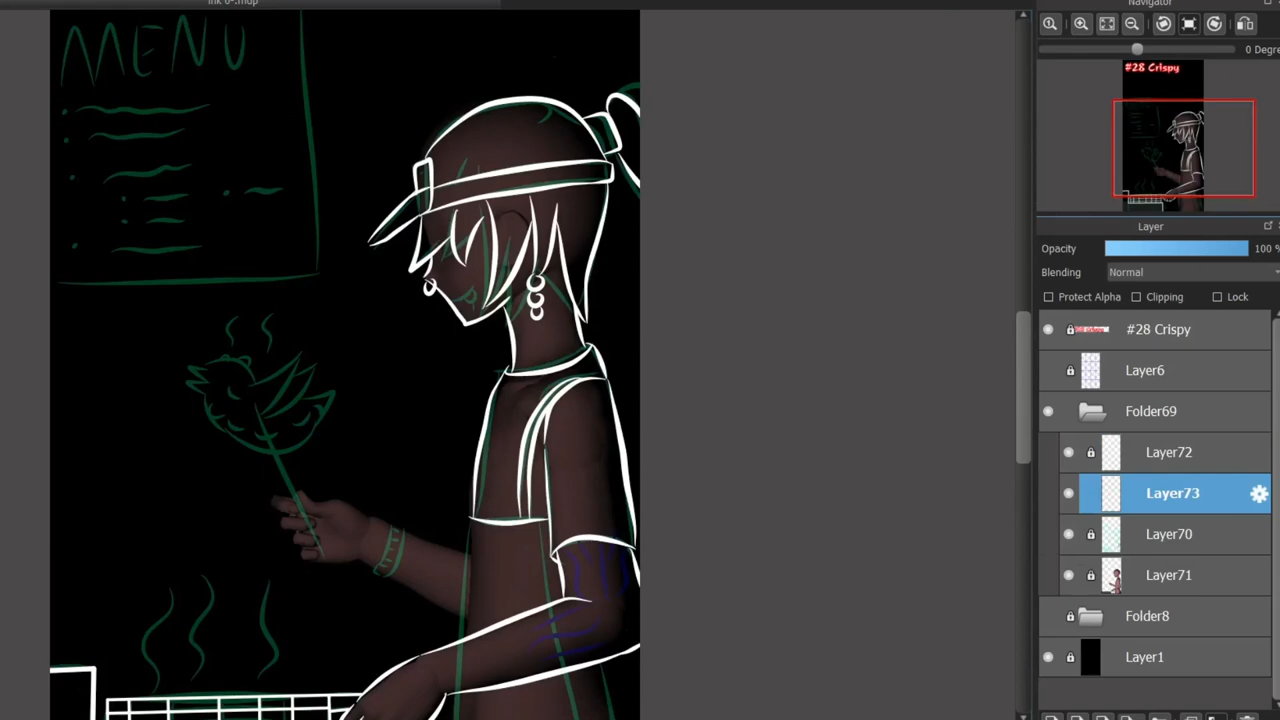 Navigator
0 Degre
#28 Crispy
Layer
Opacity 100 %
Blending Normal
Protect Alpha Clipping Lock
#28 Crispy
Layer6
Folder69
Layer72
Layer73
Layer70
Layer71
Folder8
Layer1
MENU